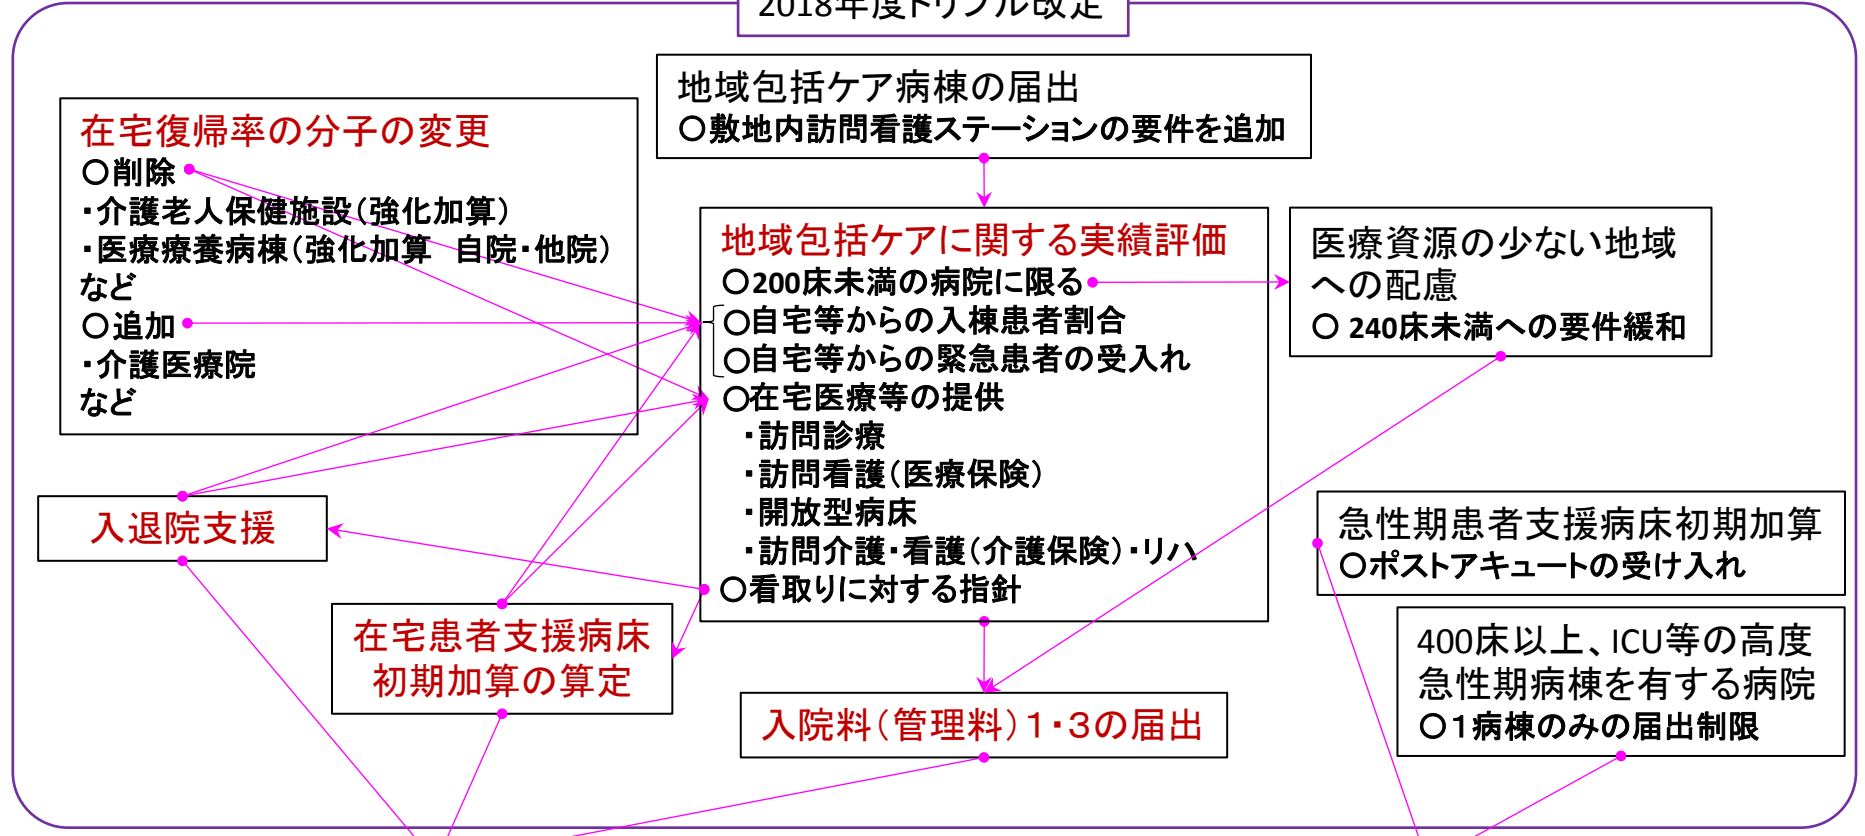 2018年度トリプル改定
地域包括ケア病棟の届出
○敷地内訪問看護ステーションの要件を追加
在宅復帰率の分子の変更
○削除
・介護老人保健施設（強化加算）
・医療療養病棟（強化加算　自院・他院）
など
○追加
・介護医療院
など
地域包括ケアに関する実績評価
○200床未満の病院に限る
○自宅等からの入棟患者割合
○自宅等からの緊急患者の受入れ
○在宅医療等の提供
・訪問診療
・訪問看護（医療保険）
・開放型病床
・訪問介護・看護（介護保険）・リハ
○看取りに対する指針
医療資源の少ない地域
への配慮
○ 240床未満への要件緩和
入退院支援
在宅患者支援病床
初期加算の算定
急性期患者支援病床初期加算
○ポストアキュートの受け入れ
400床以上、ICU等の高度
急性期病棟を有する病院
○１病棟のみの届出制限
入院料（管理料）１・３の届出